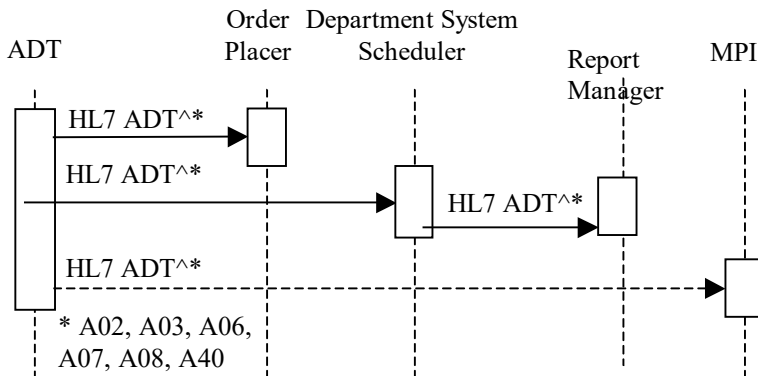 ADT
Order
Placer
Department System
Scheduler
Report
Manager
MPI
HL7 ADT^*
HL7 ADT^*
HL7 ADT^*
HL7 ADT^*
* A02, A03, A06,
A07, A08, A40